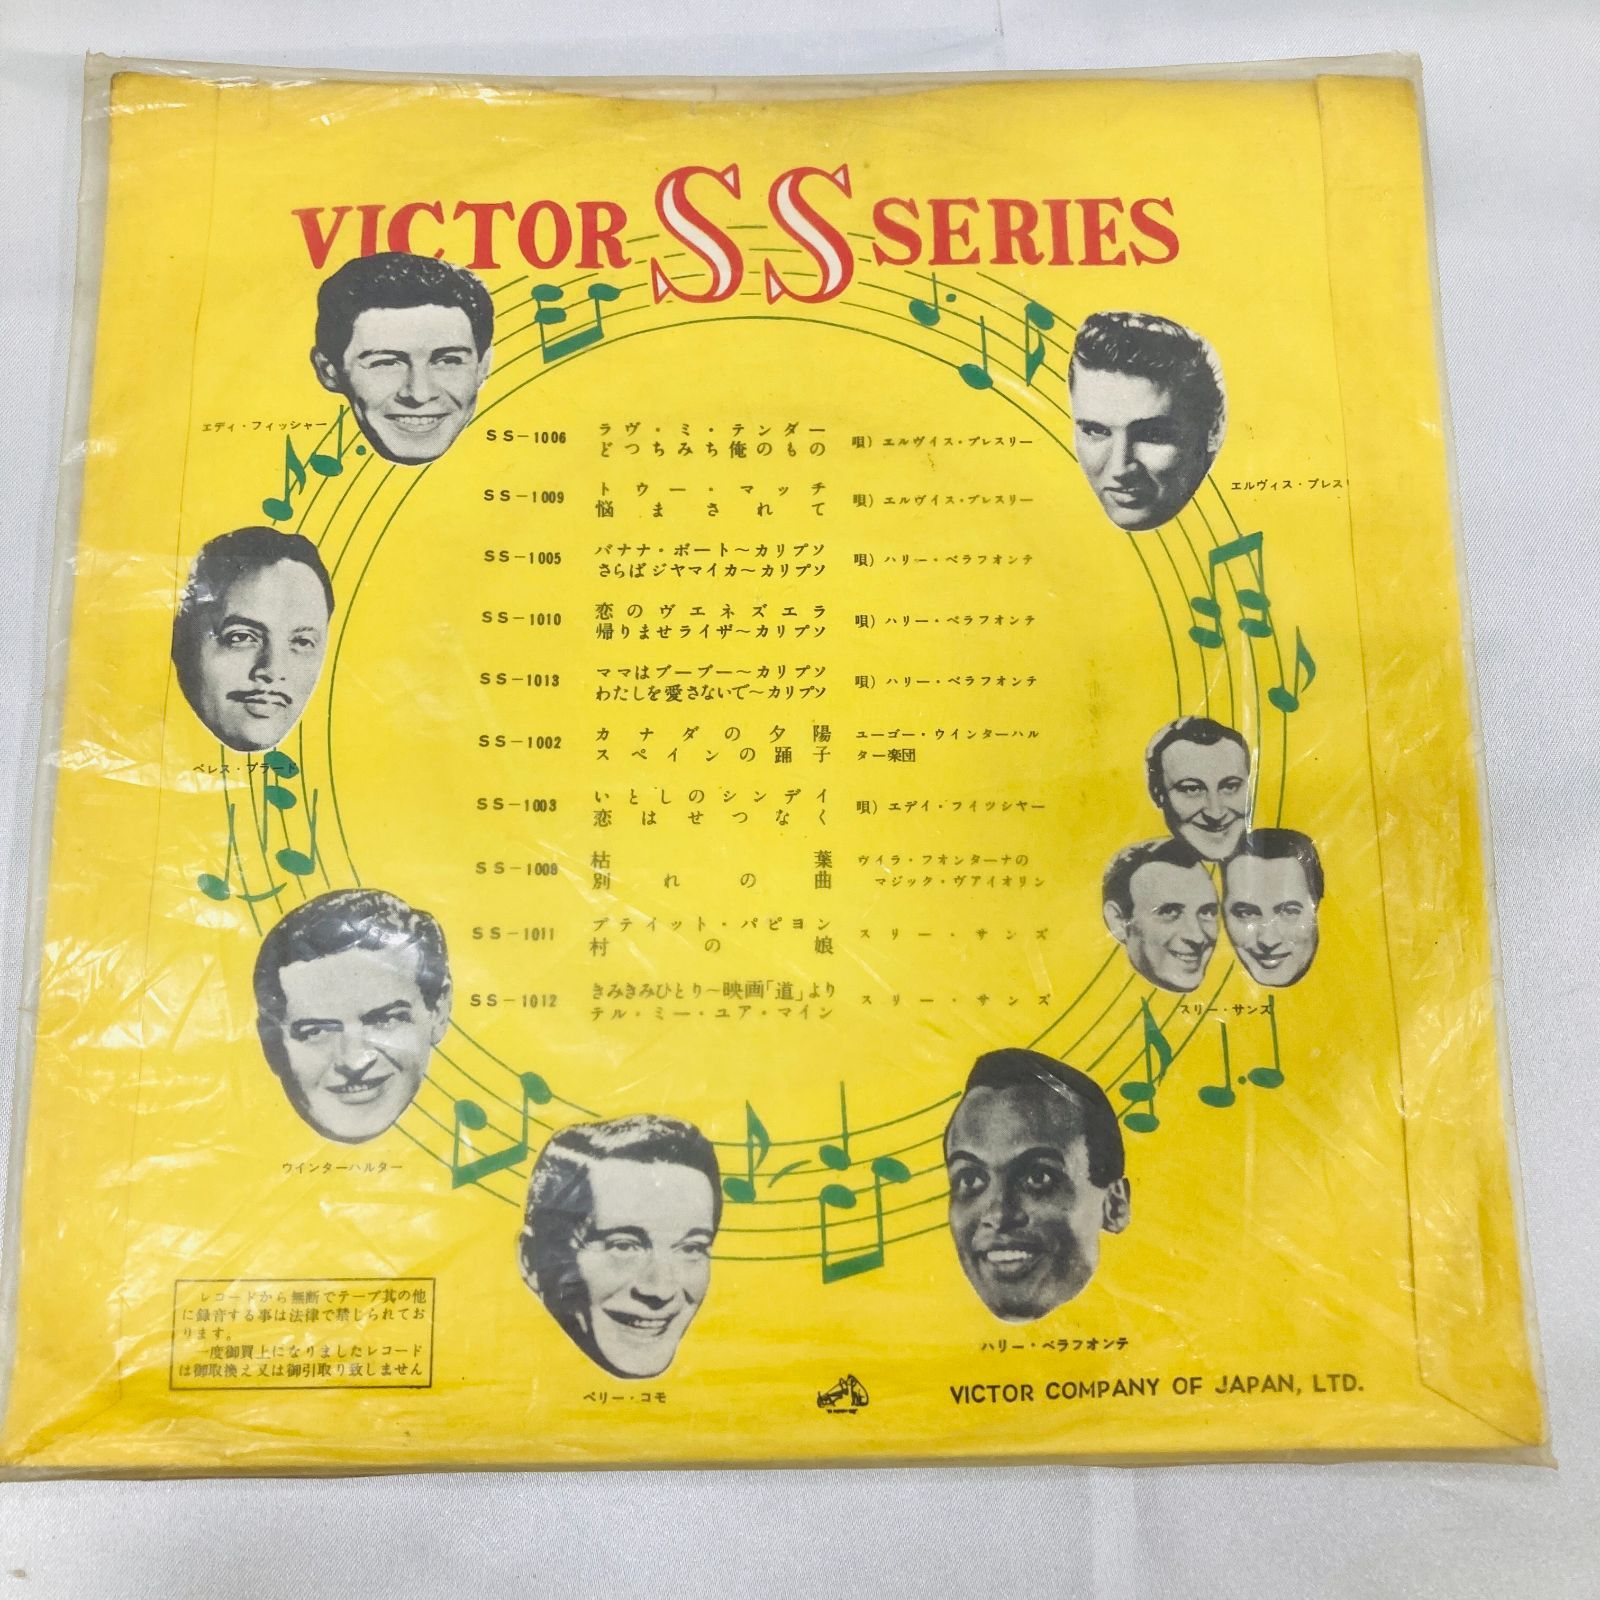 VICTOR SS SERIES
エディ・フィッシャー
エルヴィス・プレス
ペレス・プラード
ウインターハルター
ペリー・コモ
ハリー・ベラフオンテ
スリー・サンズ
SS-1006 ラヴ・ミ・テンダー
どつちみち俺のもの 唄) エルヴイス・プレスリー
SS-1009 トウー・マッチ
悩まされて 唄) エルヴイス・プレスリー
SS-1005 バナナ・ボート～カリプソ
さらばジヤマイカ～カリプソ 唄) ハリー・ベラフオンテ
SS-1010 恋のヴエネズエラ
帰りませライザ～カリプソ 唄) ハリー・ベラフオンテ
SS-1013 ママはブーブー～カリプソ
わたしを愛さないで～カリプソ 唄) ハリー・ベラフオンテ
SS-1002 カナダの夕陽 ユーゴー・ウインターハル
スペインの踊子 ター楽団
SS-1003 いとしのシンデイ
恋はせつなく 唄) エデイ・フイツシヤー
SS-1008 枯葉 ヴイラ・フオンターナの
別れの曲 マジック・ヴアイオリン
SS-1011 プテイット・パピヨン
村の娘 スリー・サンズ
SS-1012 きみきみひとり～映画「道」より
テル・ミー・ユア・マイン スリー・サンズ
レコードから無断でテープ其の他
に録音する事は法律で禁じられてお
ります。
一度御買上になりましたレコード
は御取換え又は御引取り致しません
VICTOR COMPANY OF JAPAN, LTD.